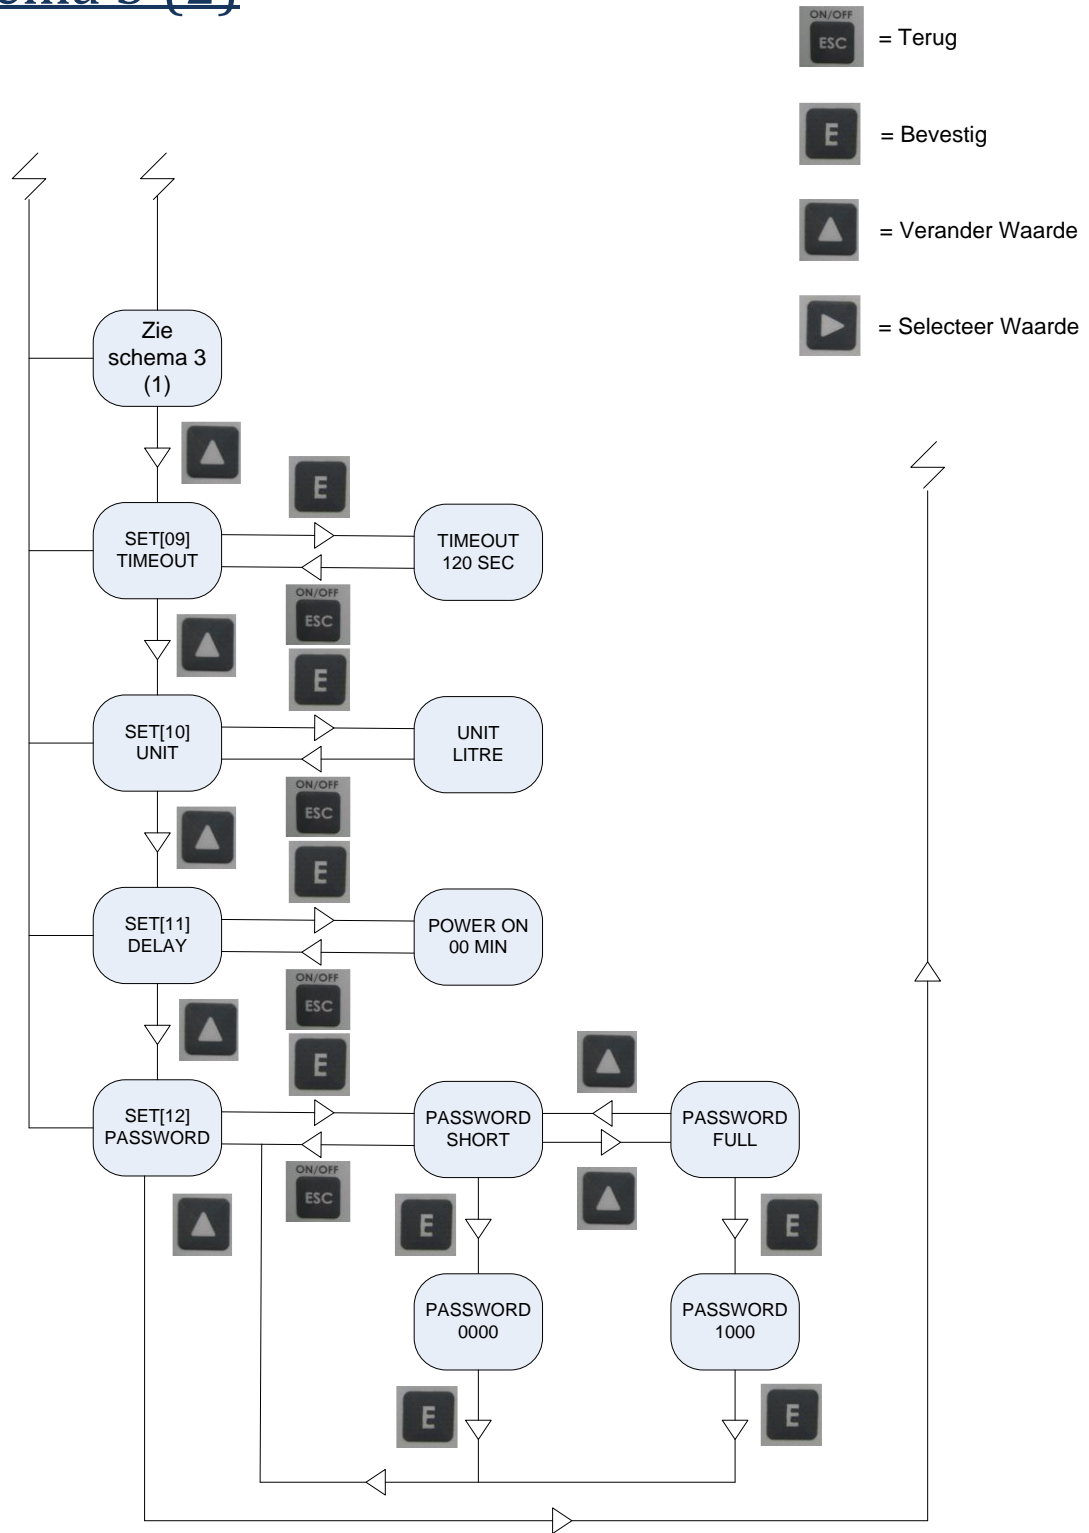 ON/OFF
ESC
= Terug
E
= Bevestig
= Verander Waarde
= Selecteer Waarde
Zie
schema 3
(1)
E
SET[09]
TIMEOUT
TIMEOUT
120 SEC
ON/OFF
ESC
E
SET[10]
UNIT
UNIT
LITRE
ON/OFF
ESC
E
SET[11]
DELAY
POWER ON
00 MIN
ON/OFF
ESC
E
SET[12]
PASSWORD
PASSWORD
SHORT
PASSWORD
FULL
ON/OFF
ESC
E
E
PASSWORD
0000
PASSWORD
1000
E
E